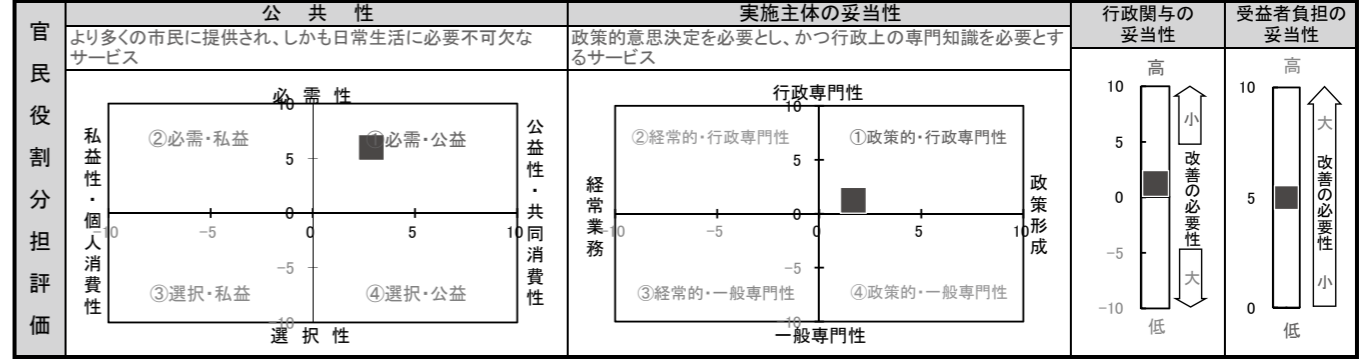 官民役割分担評価
公 共 性
より多くの市民に提供され、しかも日常生活に必要不可欠な
サービス
必 需 性
私益性・個人消費性
公益性・共同消費性
②必需・私益
①必需・公益
③選択・私益
④選択・公益
10
5
0
-5
-10
-10
-5
0
5
10
選 択 性
実施主体の妥当性
政策的意思決定を必要とし、かつ行政上の専門知識を必要とす
るサービス
行政専門性
経常業務
政策形成
②経常的・行政専門性
①政策的・行政専門性
③経常的・一般専門性
④政策的・一般専門性
10
5
0
-5
-10
-10
-5
0
5
10
一般専門性
行政関与の
妥当性
高
10
5
0
-5
-10
低
小
改善の必要性
大
受益者負担の
妥当性
高
10
5
0
低
大
改善の必要性
小